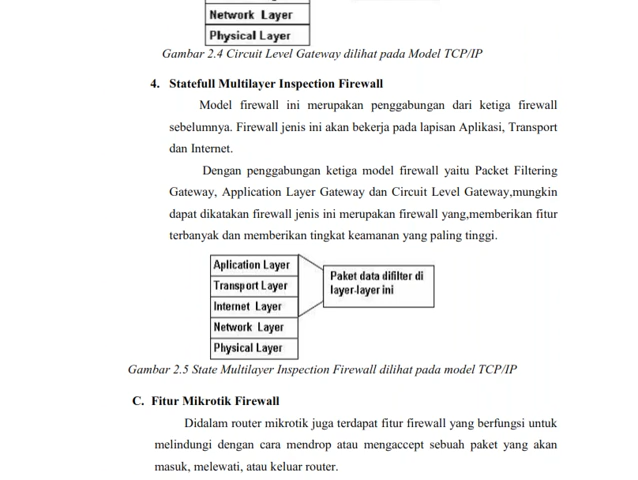 Network Layer
Physical Layer
Gambar 2.4 Circuit Level Gateway dilihat pada Model TCP/IP
4. Statefull Multilayer Inspection Firewall
Model firewall ini merupakan penggabungan dari ketiga firewall
sebelumnya. Firewall jenis ini akan bekerja pada lapisan Aplikasi, Transport
dan Internet.
Dengan penggabungan ketiga model firewall yaitu Packet Filtering
Gateway, Application Layer Gateway dan Circuit Level Gateway,mungkin
dapat dikatakan firewall jenis ini merupakan firewall yang,memberikan fitur
terbanyak dan memberikan tingkat keamanan yang paling tinggi.
Aplication Layer
Transport Layer
Internet Layer
Network Layer
Physical Layer
Paket data difilter di
layer-layer ini
Gambar 2.5 State Multilayer Inspection Firewall dilihat pada model TCP/IP
C. Fitur Mikrotik Firewall
Didalam router mikrotik juga terdapat fitur firewall yang berfungsi untuk
melindungi dengan cara mendrop atau mengaccept sebuah paket yang akan
masuk, melewati, atau keluar router.